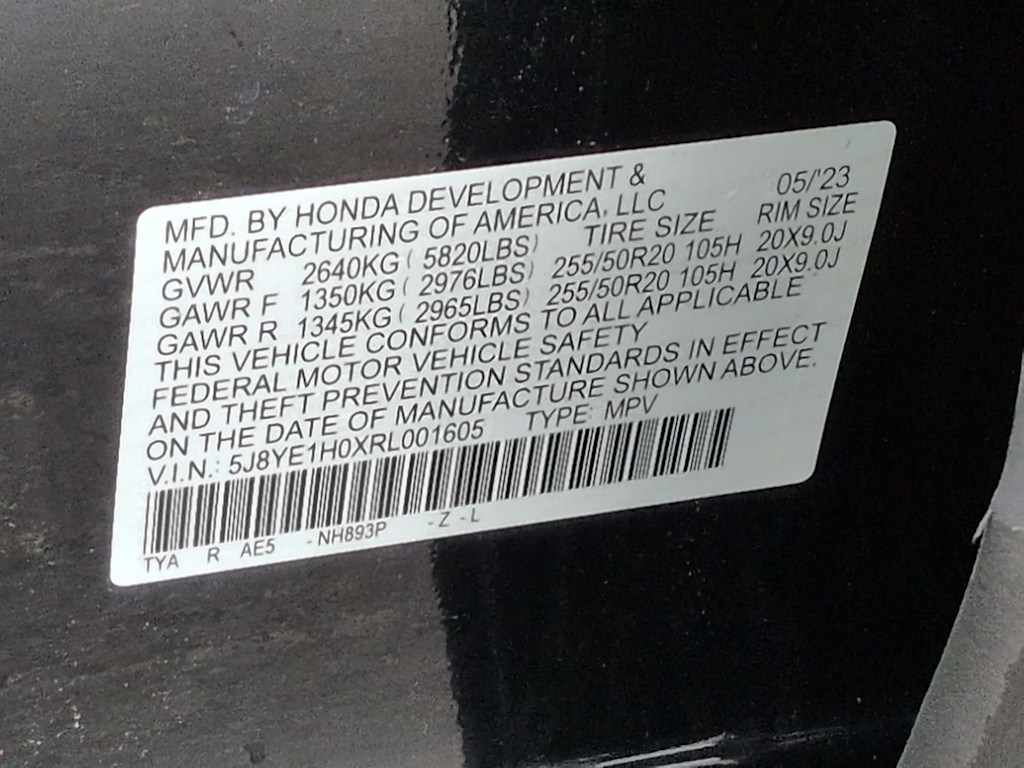 MFD. BY HONDA DEVELOPMENT &
MANUFACTURING OF AMERICA, LLC 05/'23
GVWR 2640KG ( 5820LBS) TIRE SIZE RIM SIZE
GAWR F 1350KG ( 2976LBS) 255/50R20 105H 20X9.0J
GAWR R 1345KG ( 2965LBS) 255/50R20 105H 20X9.0J
THIS VEHICLE CONFORMS TO ALL APPLICABLE
FEDERAL MOTOR VEHICLE SAFETY
AND THEFT PREVENTION STANDARDS IN EFFECT
ON THE DATE OF MANUFACTURE SHOWN ABOVE.
V.I.N.: 5J8YE1H0XRL001605 TYPE: MPV
TYA R AE5 - NH893P - Z - L